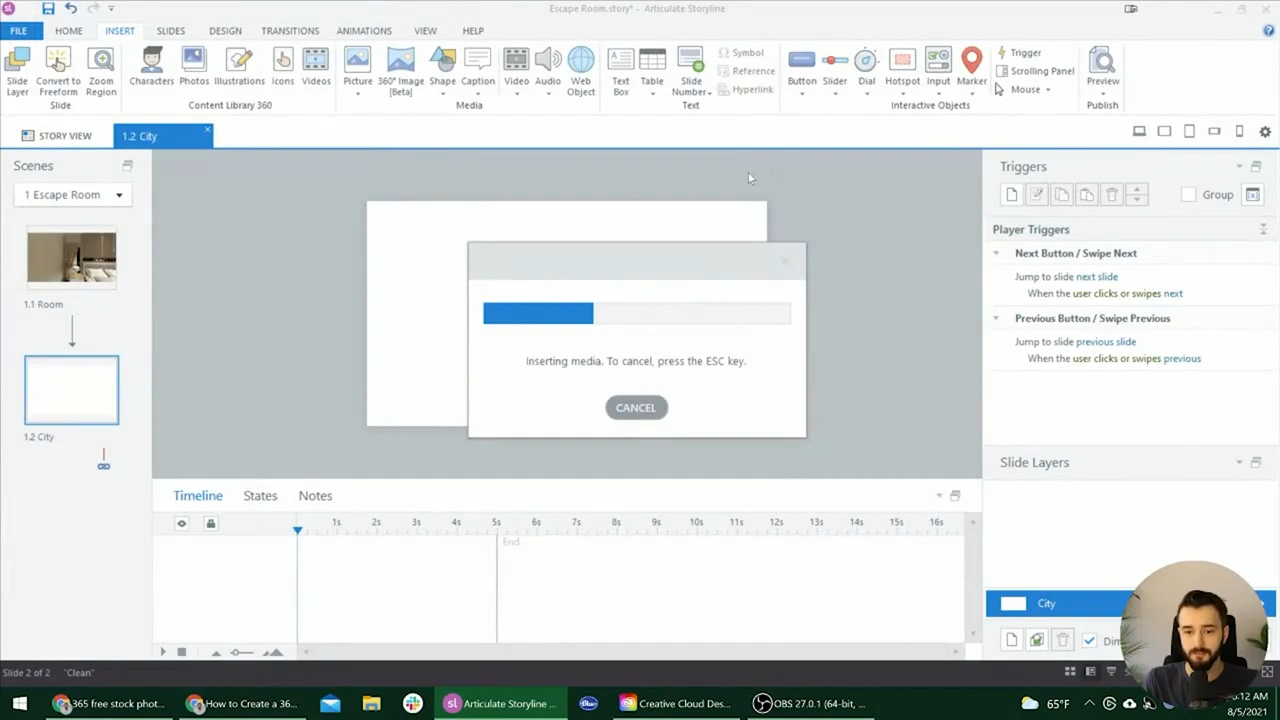 sl
Escape Room.story* - Articulate Storyline
FILE HOME INSERT SLIDES DESIGN TRANSITIONS ANIMATIONS VIEW HELP
Slide Layer
Convert to Freeform
Zoom Region
Slide
Characters
Photos
Illustrations
Icons
Videos
Content Library 360
Picture
360° Image [Beta]
Shape
Caption
Video
Audio
Web Object
Media
Text Box
Table
Slide Number
Symbol
Reference
Hyperlink
Text
Button
Slider
Dial
Hotspot
Input
Marker
Trigger
Scrolling Panel
Mouse
Interactive Objects
Preview
Publish
STORY VIEW
1.2 City
Scenes
1 Escape Room
1.1 Room
1.2 City
Inserting media. To cancel, press the ESC key.
CANCEL
Triggers
Group
Player Triggers
Next Button / Swipe Next
Jump to slide next slide
When the user clicks or swipes next
Previous Button / Swipe Previous
Jump to slide previous slide
When the user clicks or swipes previous
Timeline States Notes
1s 2s 3s 4s 5s 6s 7s 8s 9s 10s 11s 12s 13s 14s 15s 16s
End
Slide Layers
City
Slide 2 of 2 "Clean"
365 free stock phot...
How to Create a 36...
sl
Articulate Storyline ...
Blue
Creative Cloud Des...
OBS 27.0.1 (64-bit, ...
65°F
:12 AM
8/5/2021